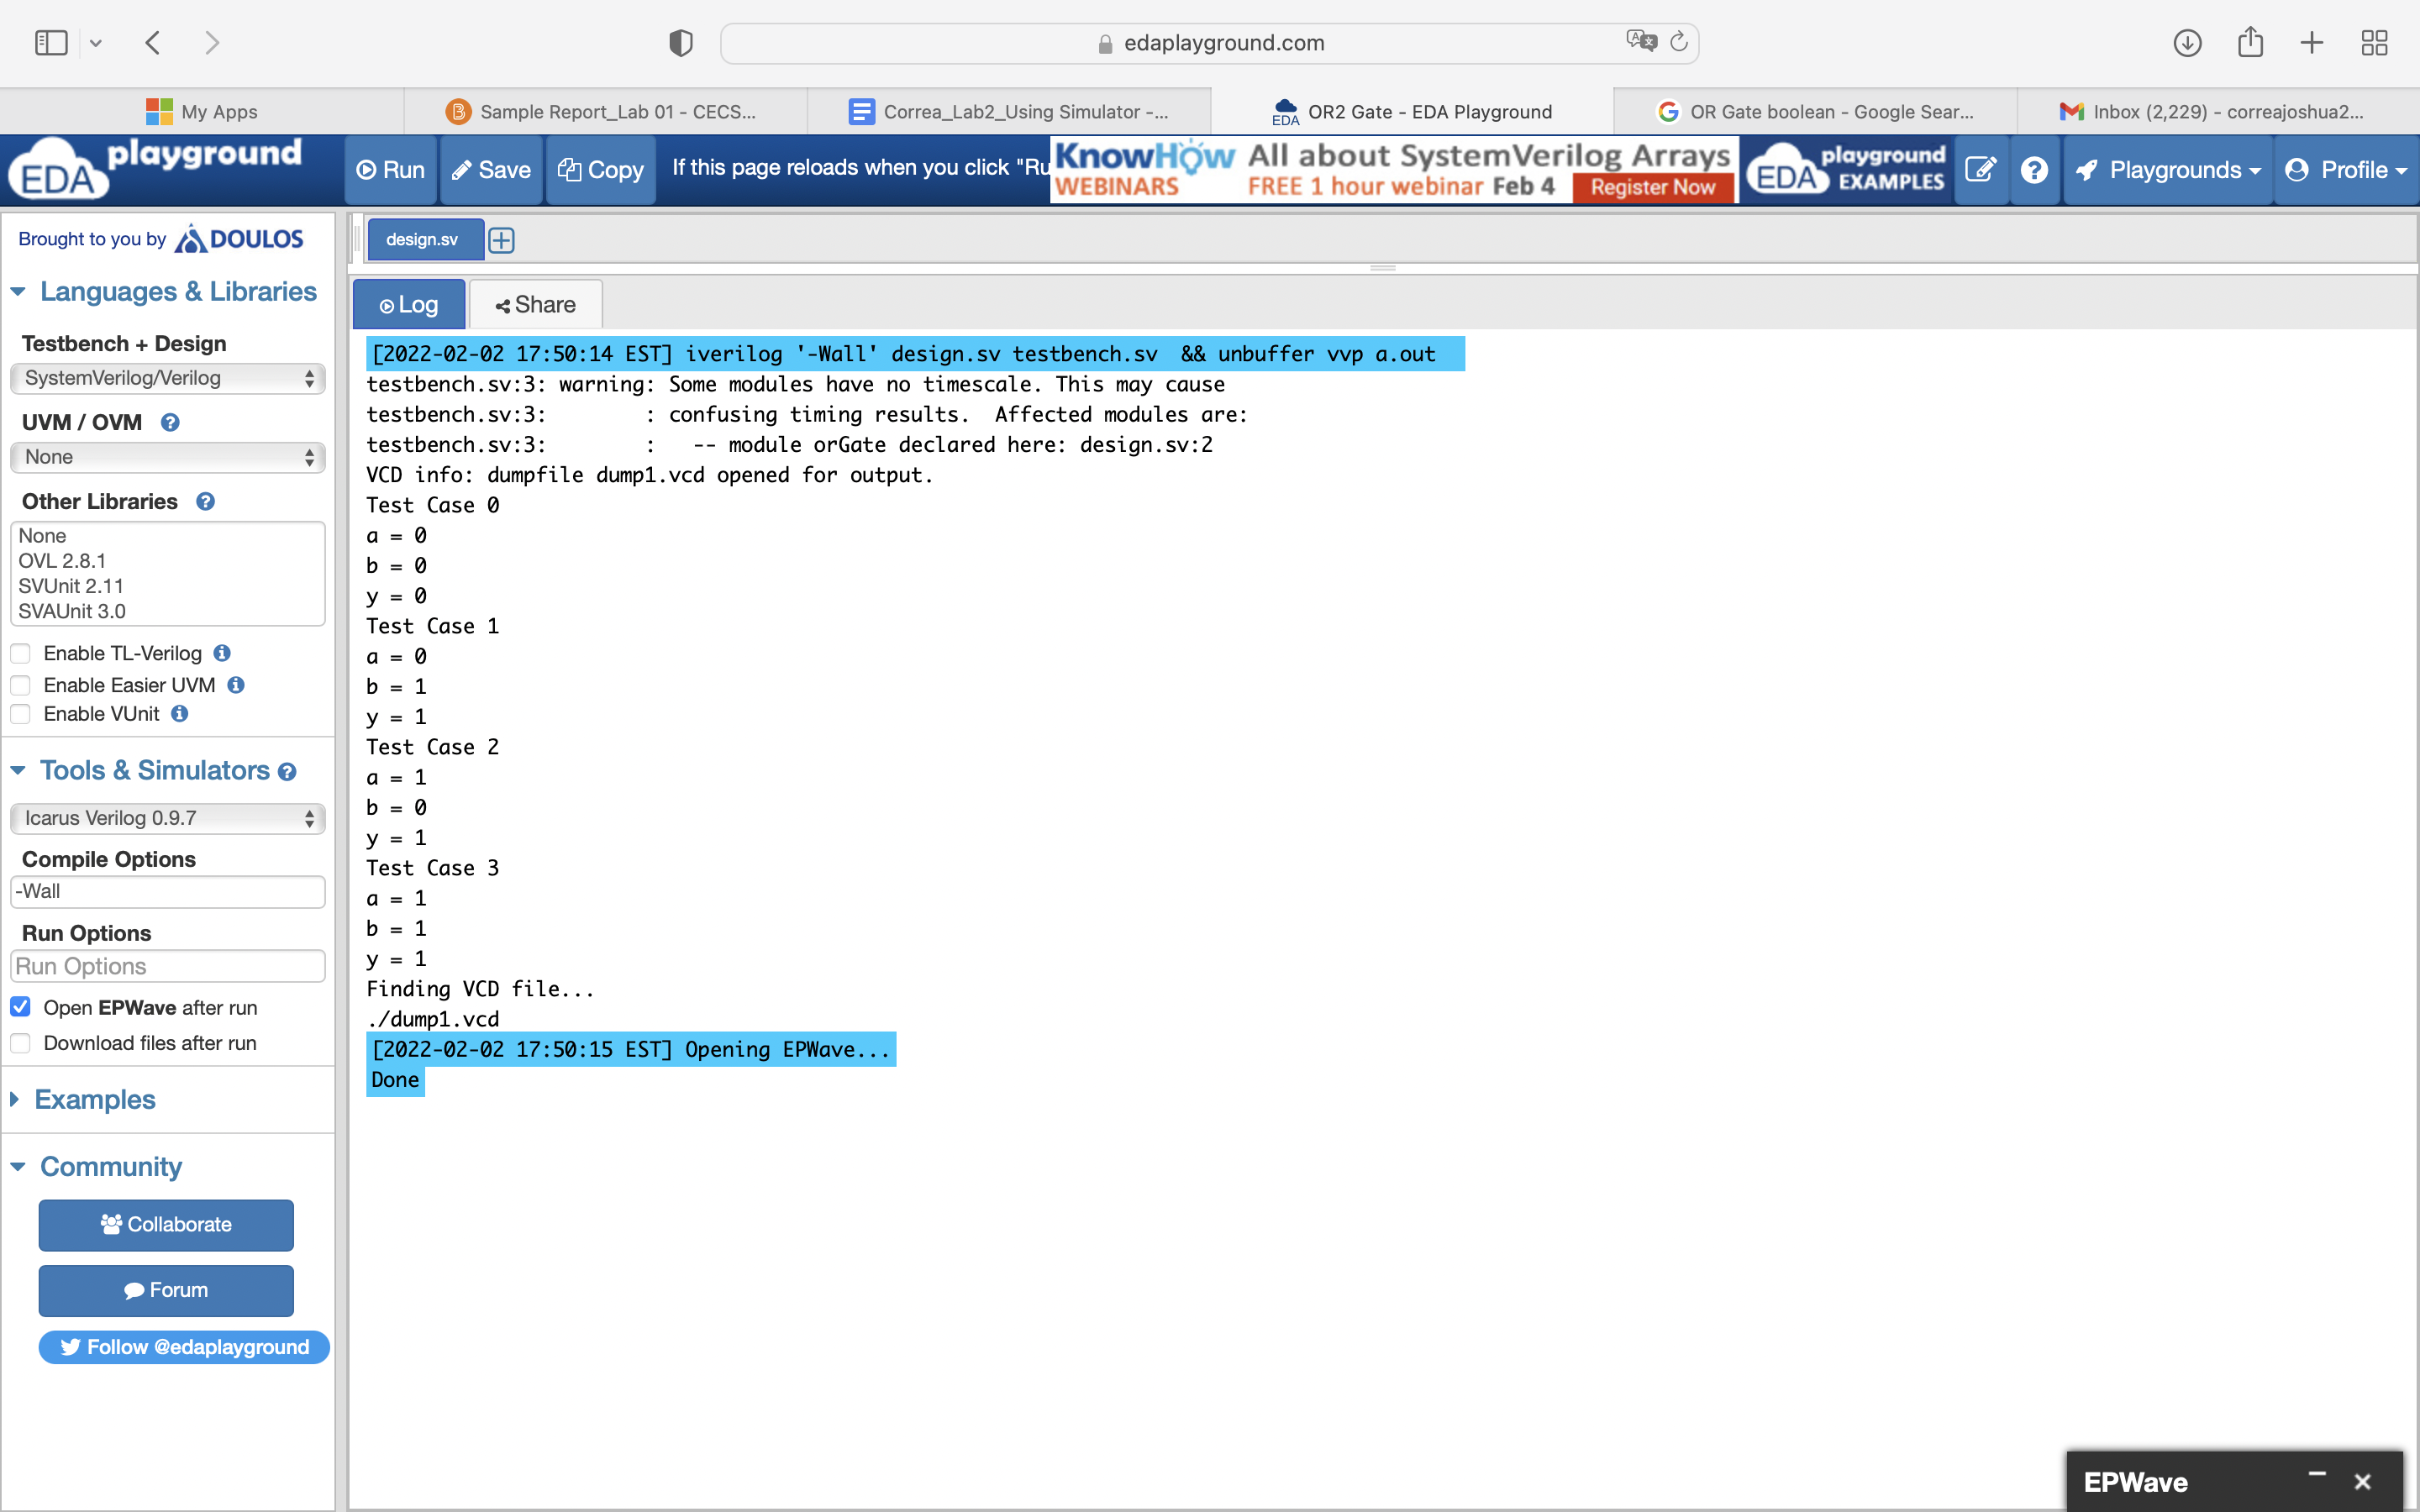 edaplayground.com
My Apps
Sample Report_Lab 01 - CECS...
Correa_Lab2_Using Simulator -...
OR2 Gate - EDA Playground
OR Gate boolean - Google Sear...
Inbox (2,229) - correajoshua2...
EDA playground
Run
Save
Copy
If this page reloads when you click "Ru
KnowHow WEBINARS
All about SystemVerilog Arrays
FREE 1 hour webinar Feb 4
Register Now
EDA playground EXAMPLES
Playgrounds
Profile
Brought to you by DOULOS
Languages & Libraries
Testbench + Design
SystemVerilog/Verilog
UVM / OVM
None
Other Libraries
None
OVL 2.8.1
SVUnit 2.11
SVAUnit 3.0
Enable TL-Verilog
Enable Easier UVM
Enable VUnit
Tools & Simulators
Icarus Verilog 0.9.7
Compile Options
-Wall
Run Options
Run Options
Open EPWave after run
Download files after run
Examples
Community
Collaborate
Forum
Follow @edaplayground
design.sv
Log
Share
[2022-02-02 17:50:14 EST] iverilog '-Wall' design.sv testbench.sv  && unbuffer vvp a.out
testbench.sv:3: warning: Some modules have no timescale. This may cause
testbench.sv:3:         : confusing timing results.  Affected modules are:
testbench.sv:3:         :   -- module orGate declared here: design.sv:2
VCD info: dumpfile dump1.vcd opened for output.
Test Case 0
a = 0
b = 0
y = 0
Test Case 1
a = 0
b = 1
y = 1
Test Case 2
a = 1
b = 0
y = 1
Test Case 3
a = 1
b = 1
y = 1
Finding VCD file...
./dump1.vcd
[2022-02-02 17:50:15 EST] Opening EPWave...
Done
EPWave